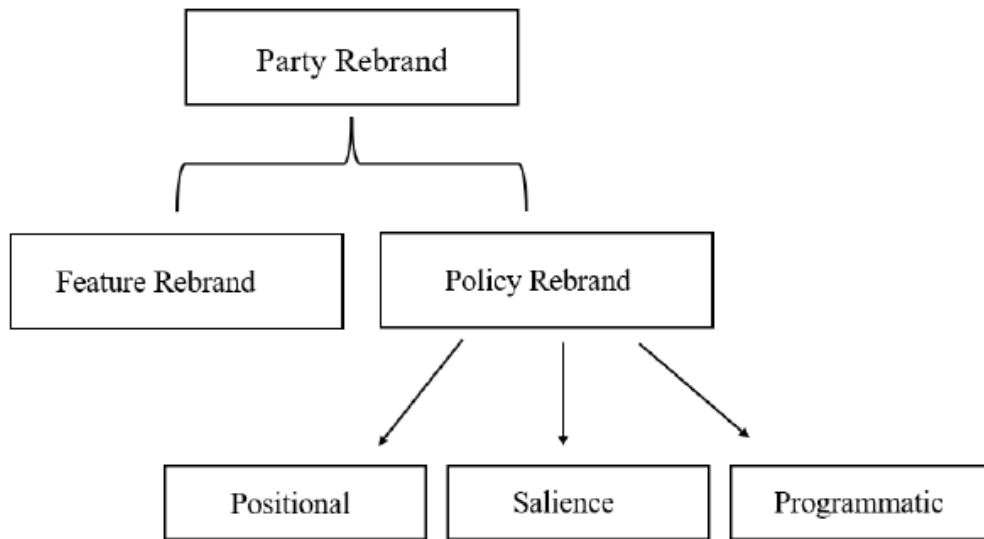 Party Rebrand
Feature Rebrand
Policy Rebrand
Positional
Salience
Programmatic